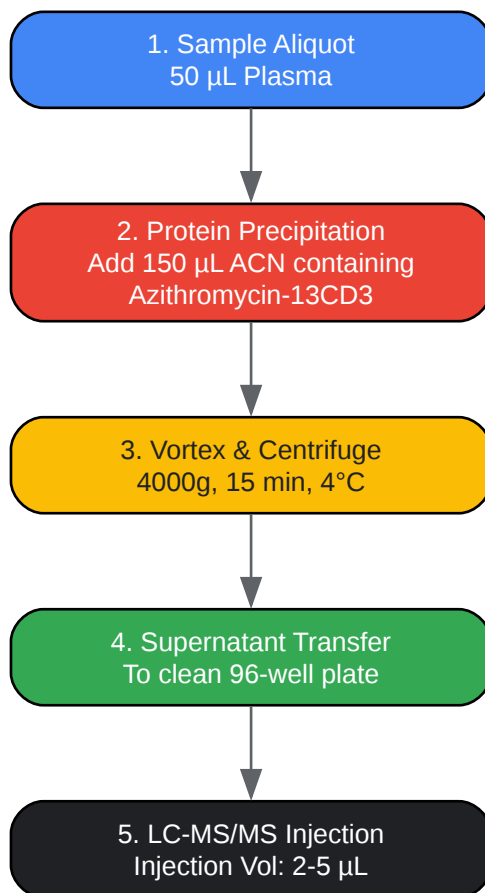 1. Sample Aliquot
50 µL Plasma
2. Protein Precipitation
Add 150 µL ACN containing
Azithromycin-13CD3
3. Vortex & Centrifuge
4000g, 15 min, 4°C
4. Supernatant Transfer
To clean 96-well plate
5. LC-MS/MS Injection
Injection Vol: 2-5 µL